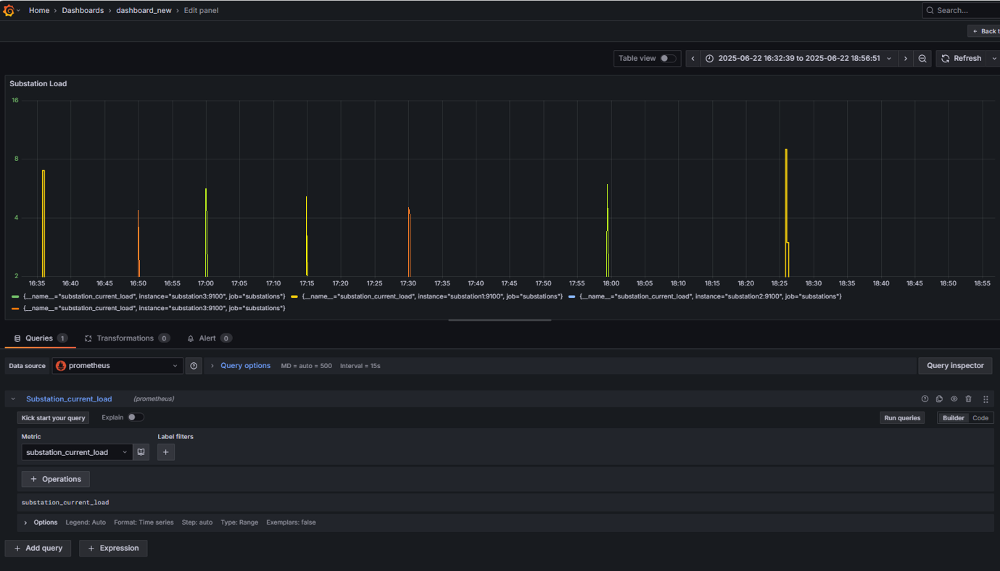 Home › Dashboards › dashboard_new › Edit panel Search...
← Back t
Table view 2025-06-22 16:32:39 to 2025-06-22 18:56:51 Refresh
Substation Load
16
8
4
2
16:35 16:40 16:45 16:50 16:55 17:00 17:05 17:10 17:15 17:20 17:25 17:30 17:35 17:40 17:45 17:50 17:55 18:00 18:05 18:10 18:15 18:20 18:25 18:30 18:35 18:40 18:45 18:50 18:55
{__name__="substation_current_load", instance="substation3:9100", job="substations"} {__name__="substation_current_load", instance="substation1:9100", job="substations"} {__name__="substation_current_load", instance="substation2:9100", job="substations"}
{__name__="substation_current_load", instance="substation3:9100", job="substations"}
Queries 1 Transformations 0 Alert 0
Data source prometheus Query options MD = auto = 500 Interval = 15s Query inspector
Substation_current_load (prometheus)
Kick start your query Explain Run queries Builder Code
Metric Label filters
substation_current_load +
+ Operations
substation_current_load
Options Legend: Auto Format: Time series Step: auto Type: Range Exemplars: false
+ Add query + Expression